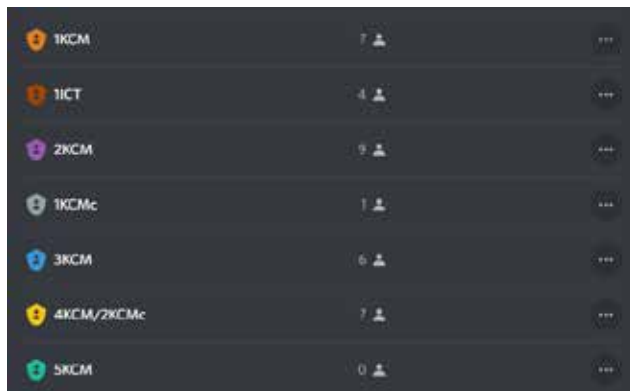 1KCM 7
1ICT 4
2KCM 9
1KCMc 1
3KCM 6
4KCM/2KCMc 7
5KCM 0